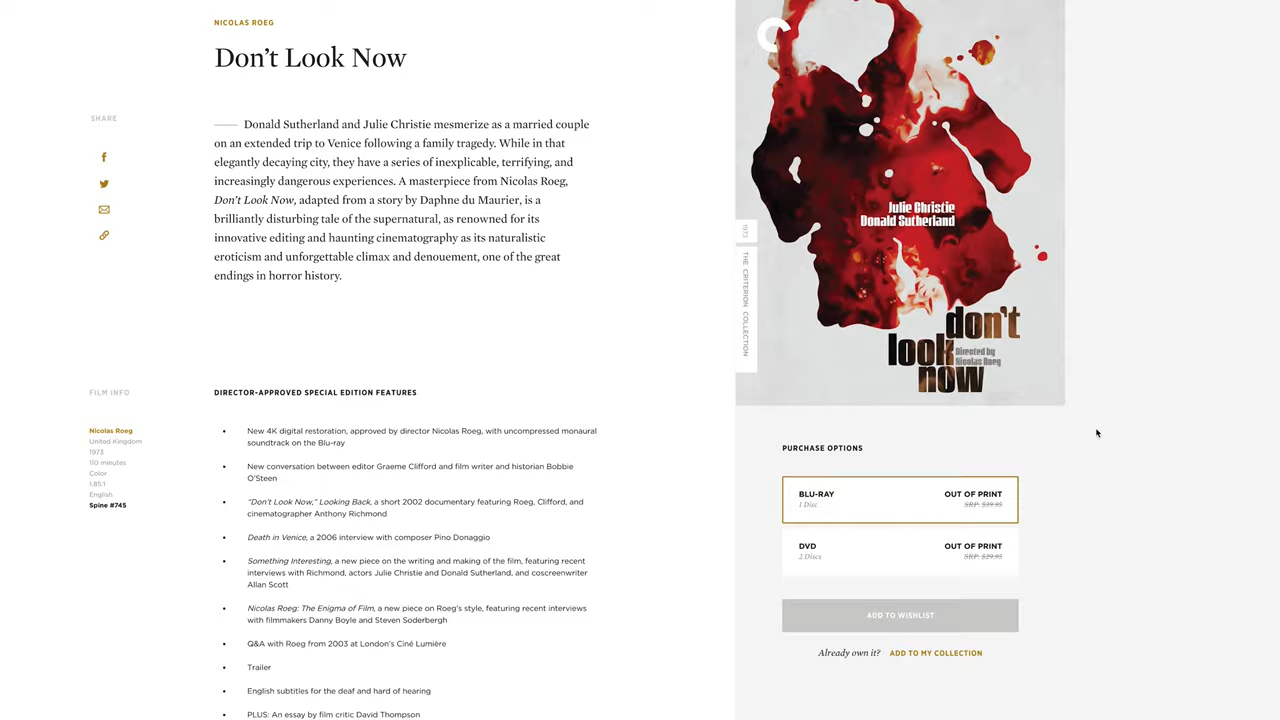 NICOLAS ROEG
Don’t Look Now
SHARE
Donald Sutherland and Julie Christie mesmerize as a married couple
on an extended trip to Venice following a family tragedy. While in that
elegantly decaying city, they have a series of inexplicable, terrifying, and
increasingly dangerous experiences. A masterpiece from Nicolas Roeg,
Don’t Look Now, adapted from a story by Daphne du Maurier, is a
brilliantly disturbing tale of the supernatural, as renowned for its
innovative editing and haunting cinematography as its naturalistic
eroticism and unforgettable climax and denouement, one of the great
endings in horror history.
FILM INFO
Nicolas Roeg
United Kingdom
1973
110 minutes
Color
1.85:1
English
Spine #745
DIRECTOR-APPROVED SPECIAL EDITION FEATURES
• New 4K digital restoration, approved by director Nicolas Roeg, with uncompressed monaural
soundtrack on the Blu-ray
• New conversation between editor Graeme Clifford and film writer and historian Bobbie
O’Steen
• “Don’t Look Now,” Looking Back, a short 2002 documentary featuring Roeg, Clifford, and
cinematographer Anthony Richmond
• Death in Venice, a 2006 interview with composer Pino Donaggio
• Something Interesting, a new piece on the writing and making of the film, featuring recent
interviews with Richmond, actors Julie Christie and Donald Sutherland, and coscreenwriter
Allan Scott
• Nicolas Roeg: The Enigma of Film, a new piece on Roeg’s style, featuring recent interviews
with filmmakers Danny Boyle and Steven Soderbergh
• Q&A with Roeg from 2003 at London’s Ciné Lumière
• Trailer
• English subtitles for the deaf and hard of hearing
• PLUS: An essay by film critic David Thompson
Julie Christie
Donald Sutherland
1973
THE CRITERION COLLECTION
don’t
look
Directed by
Nicolas Roeg
now
PURCHASE OPTIONS
BLU-RAY OUT OF PRINT
1 Disc SRP: $39.95
DVD OUT OF PRINT
2 Discs SRP: $29.95
ADD TO WISHLIST
Already own it? ADD TO MY COLLECTION